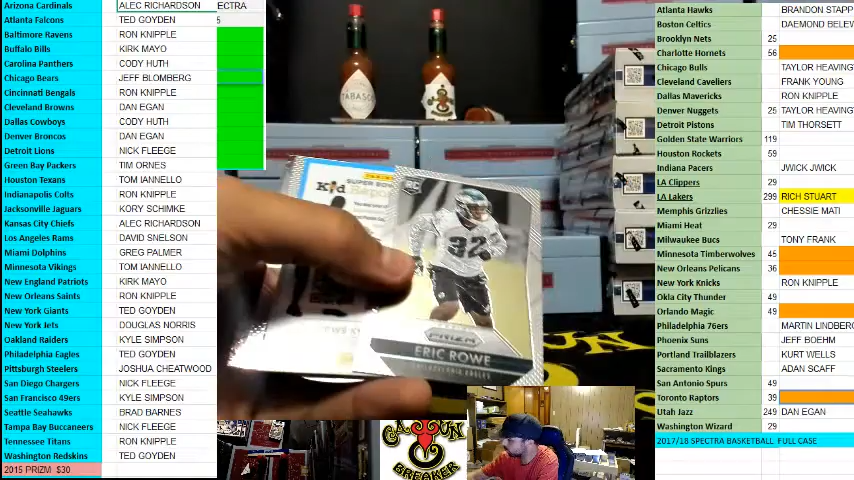 Arizona Cardinals ALEC RICHARDSON ECTRA
Atlanta Falcons TED GOYDEN 5
Baltimore Ravens RON KNIPPLE
Buffalo Bills KIRK MAYO
Carolina Panthers CODY HUTH
Chicago Bears JEFF BLOMBERG
Cincinnati Bengals RON KNIPPLE
Cleveland Browns DAN EGAN
Dallas Cowboys CODY HUTH
Denver Broncos DAN EGAN
Detroit Lions NICK FLEEGE
Green Bay Packers TIM ORNES
Houston Texans TOM IANNELLO
Indianapolis Colts RON KNIPPLE
Jacksonville Jaguars KORY SCHIMKE
Kansas City Chiefs ALEC RICHARDSON
Los Angeles Rams DAVID SNELSON
Miami Dolphins GREG PALMER
Minnesota Vikings TOM IANNELLO
New England Patriots KIRK MAYO
New Orleans Saints RON KNIPPLE
New York Giants TED GOYDEN
New York Jets DOUGLAS NORRIS
Oakland Raiders KYLE SIMPSON
Philadelphia Eagles TED GOYDEN
Pittsburgh Steelers JOSHUA CHEATWOOD
San Diego Chargers NICK FLEEGE
San Francisco 49ers KYLE SIMPSON
Seattle Seahawks BRAD BARNES
Tampa Bay Buccaneers NICK FLEEGE
Tennessee Titans RON KNIPPLE
Washington Redskins TED GOYDEN
2015 PRIZM $30
TABASCO
SUPER BOWL
Kid
RC
32
PRIZM
ERIC ROWE
PHILADELPHIA EAGLES
CAJUN
BREAKER
Atlanta Hawks BRANDON STAPP
Boston Celtics DAEMOND BELEW
Brooklyn Nets 25
Charlotte Hornets 56
Chicago Bulls TAYLOR HEAVING
Cleveland Caveliers FRANK YOUNG
Dallas Mavericks RON KNIPPLE
Denver Nuggets 25 TAYLOR HEAVING
Detroit Pistons TIM THORSETT
Golden State Warriors 119
Houston Rockets 59
Indiana Pacers JWICK JWICK
LA Clippers 29
LA Lakers 299 RICH STUART
Memphis Grizzlies CHESSIE MATI
Miami Heat 29
Milwaukee Bucs TONY FRANK
Minnesota Timberwolves 45
New Orleans Pelicans 36
New York Knicks RON KNIPPLE
Okla City Thunder 49
Orlando Magic 49
Philadelphia 76ers MARTIN LINDBERG
Phoenix Suns JEFF BOEHM
Portland Trailblazers KURT WELLS
Sacramento Kings ADAN SCAFF
San Antonio Spurs 49
Toronto Raptors 39
Utah Jazz 249 DAN EGAN
Washington Wizard 29
2017/18 SPECTRA BASKETBALL FULL CASE